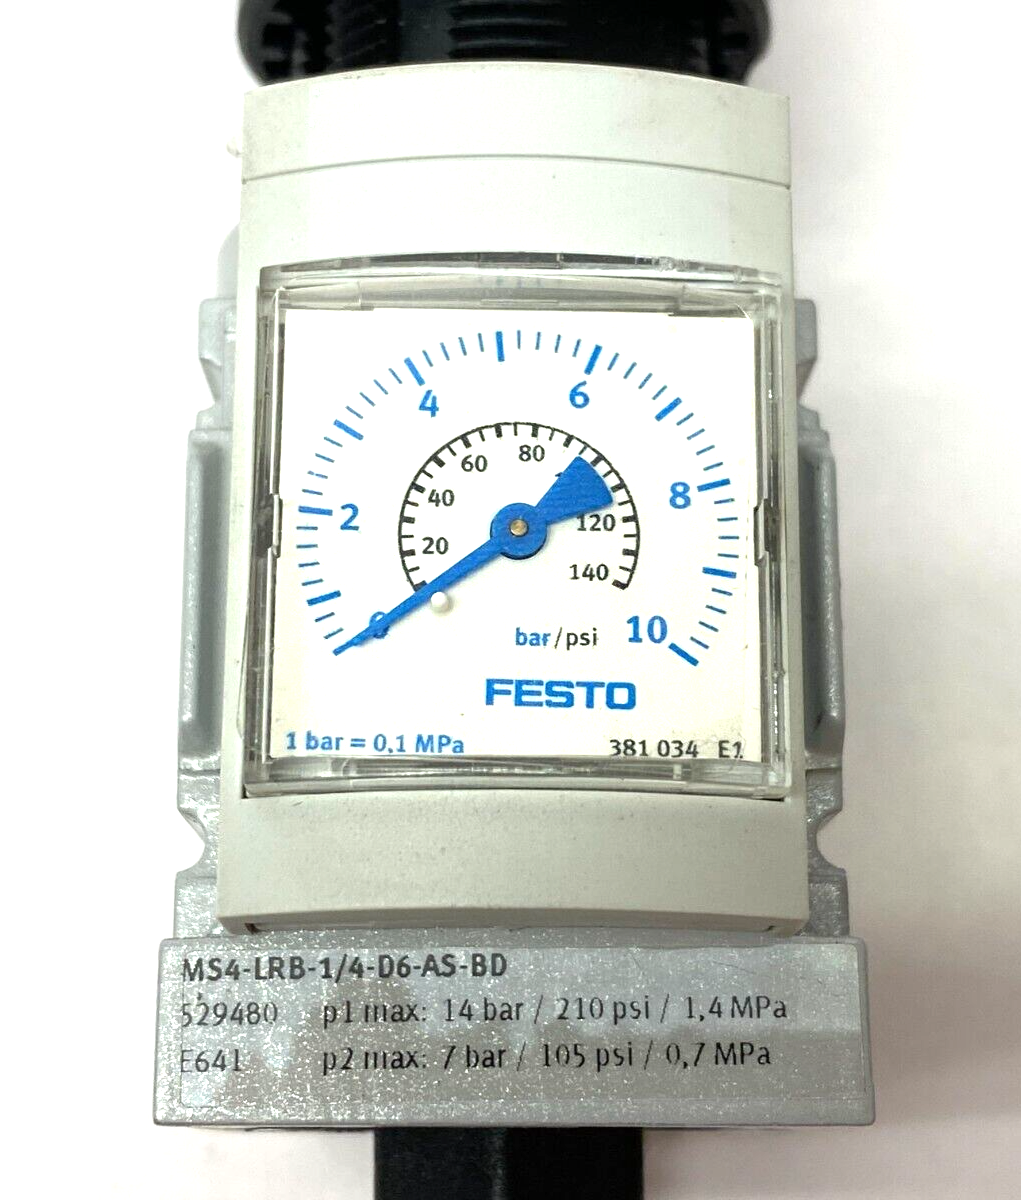 4 6
60 80
40 8
2 120
20 140
0 bar/psi 10
FESTO
1 bar = 0,1 MPa 381 034 E1
MS4-LRB-1/4-D6-AS-BD
529480 p1 max: 14 bar / 210 psi / 1,4 MPa
E641 p2 max: 7 bar / 105 psi / 0,7 MPa